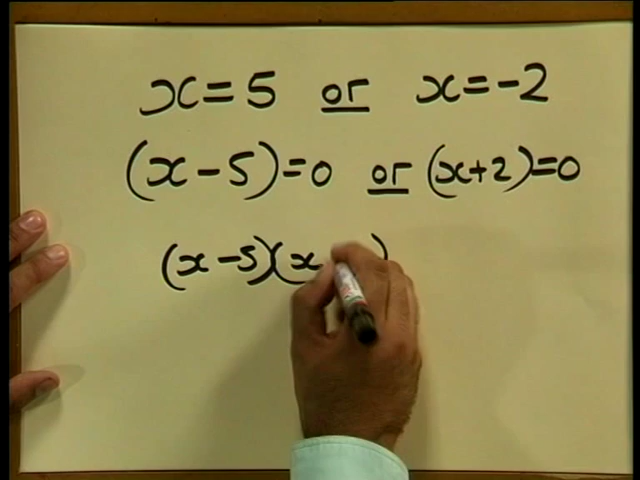 x=5 or x=-2
(x-5)=0 or (x+2)=0
(x-5)(x )